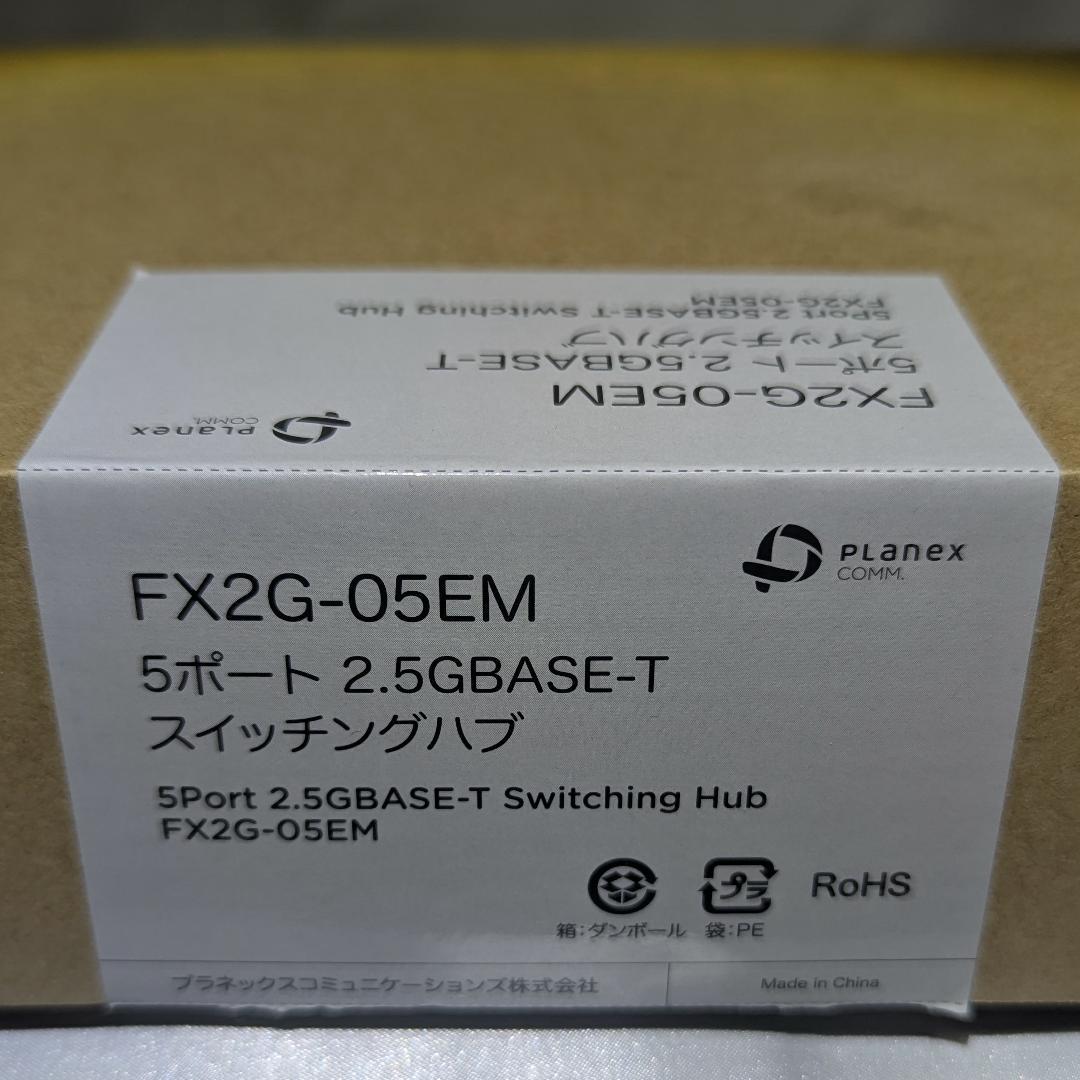 5Port 2.5GBASE-T Switching Hub
FX2G-05EM
FX2G-05EM
5ポート 2.5GBASE-T
スイッチングハブ
PLANEX
COMM.
PLANEX
COMM.
FX2G-05EM
5ポート 2.5GBASE-T
スイッチングハブ
5Port 2.5GBASE-T Switching Hub
FX2G-05EM
プラ
RoHS
箱:ダンボール 袋:PE
プラネックスコミュニケーションズ株式会社
Made in China